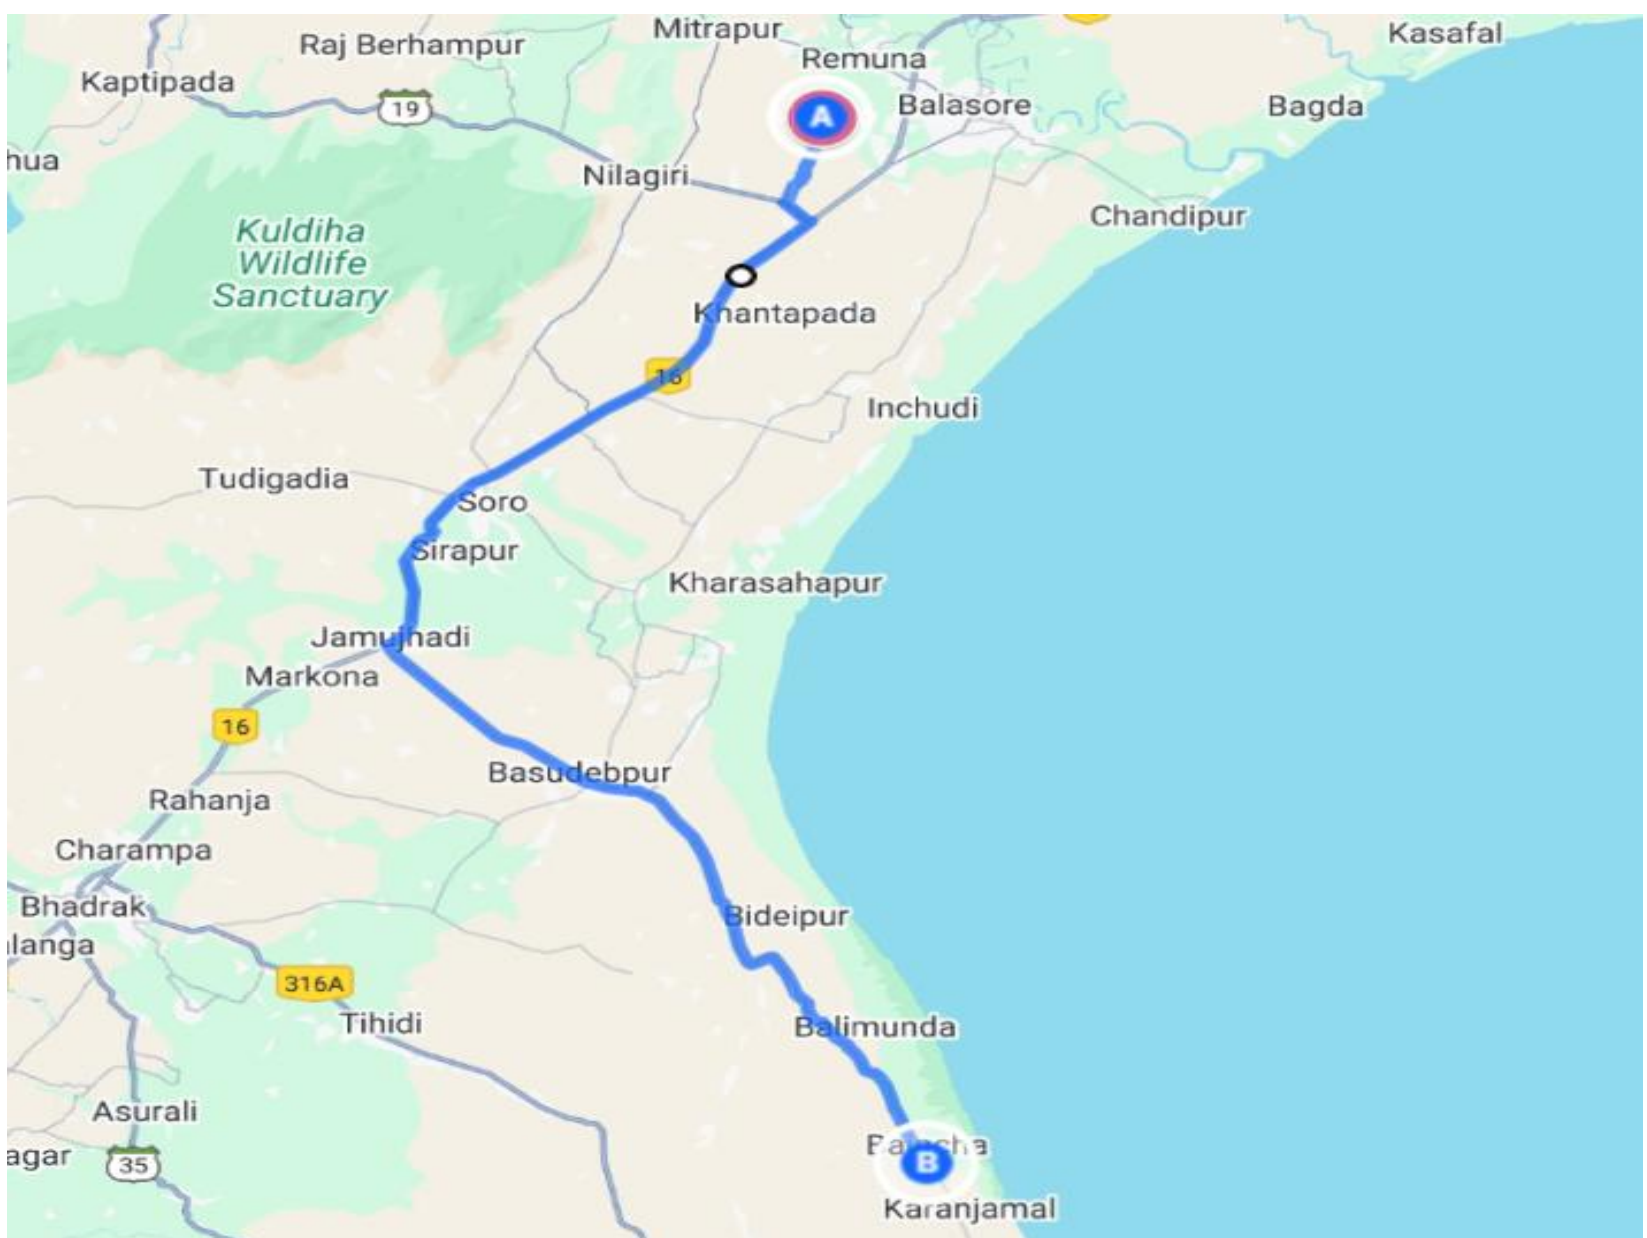 Mitrapur
Kasafal
Raj Berhampur
Remuna
Kaptipada
19
A
Balasore
Bagda
hua
Nilagiri
Chandipur
Kuldiha
Wildlife
Sanctuary
Khantapada
16
Inchudi
Tudigadia
Soro
Sirapur
Kharasahapur
Jamujhadi
Markona
16
Basudebpur
Rahanja
Charampa
Bhadrak
Bideipur
alanga
316A
Tihidi
Balimunda
Asurali
agar
35
B
Karanjamal